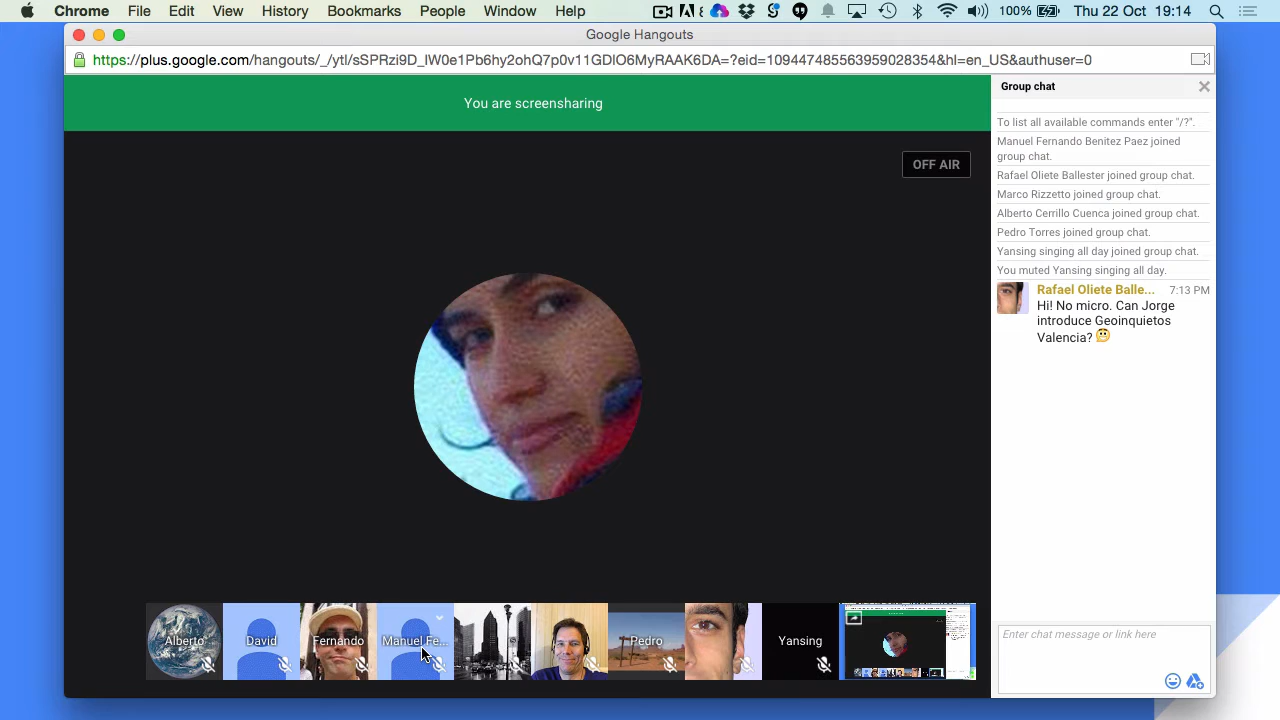 Chrome File Edit View History Bookmarks People Window Help 100% Thu 22 Oct 19:14
Google Hangouts
https://plus.google.com/hangouts/_/ytl/sSPRzi9D_IW0e1Pb6hy2ohQ7p0v11GDIO6MyRAAK6DA=?eid=109447485563959028354&hl=en_US&authuser=0
You are screensharing
OFF AIR
Alberto
David
Fernando
Manuel Fe...
Pedro
Yansing
Group chat
To list all available commands enter "/?".
Manuel Fernando Benitez Paez joined
group chat.
Rafael Oliete Ballester joined group chat.
Marco Rizzetto joined group chat.
Alberto Cerrillo Cuenca joined group chat.
Pedro Torres joined group chat.
Yansing singing all day joined group chat.
You muted Yansing singing all day.
Rafael Oliete Balle... 7:13 PM
Hi! No micro. Can Jorge
introduce Geoinquietos
Valencia?
Enter chat message or link here